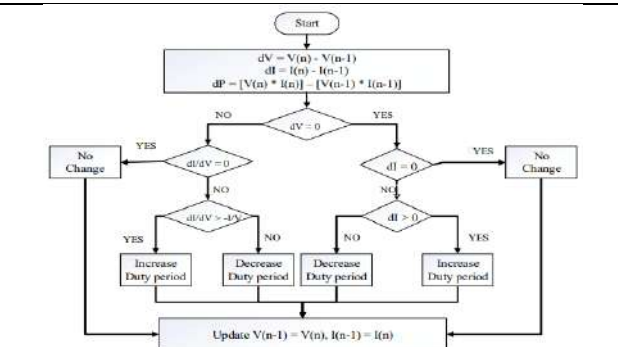 Start
dV = V(n) - V(n-1)
dI = I(n) - I(n-1)
dP = [V(n) * I(n)] – [V(n-1) * I(n-1)]
NO
YES
dV = 0
No
Change
YES
dI/dV = 0
dI = 0
YES
No
Change
NO
NO
dI/dV > -I/V
dI > 0
YES
NO
NO
YES
Increase
Duty period
Decrease
Duty period
Decrease
Duty period
Increase
Duty period
Update V(n-1) = V(n), I(n-1) = I(n)